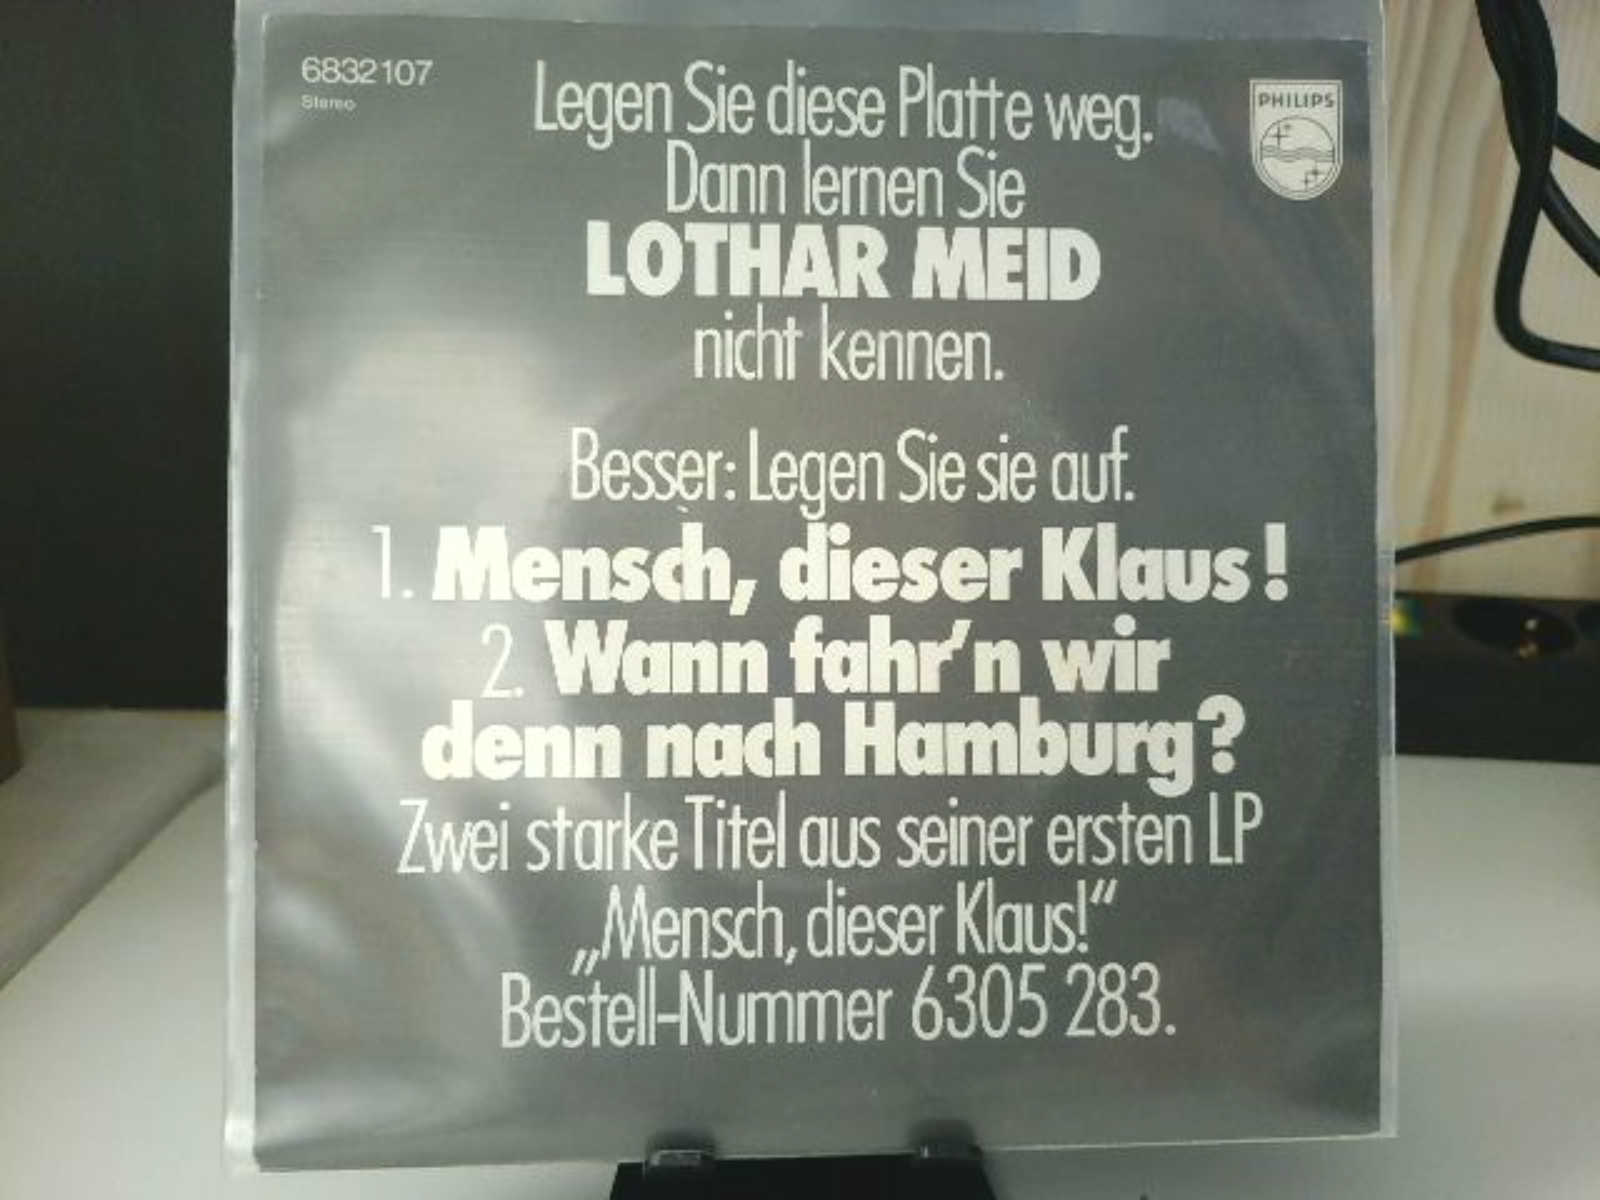 6832107
Stereo
PHILIPS
Legen Sie diese Platte weg.
Dann lernen Sie
LOTHAR MEID
nicht kennen.
Besser: Legen Sie sie auf.
1. Mensch, dieser Klaus!
2. Wann fahr'n wir
denn nach Hamburg?
Zwei starke Titel aus seiner ersten LP
„Mensch, dieser Klaus!“
Bestell-Nummer 6305 283.